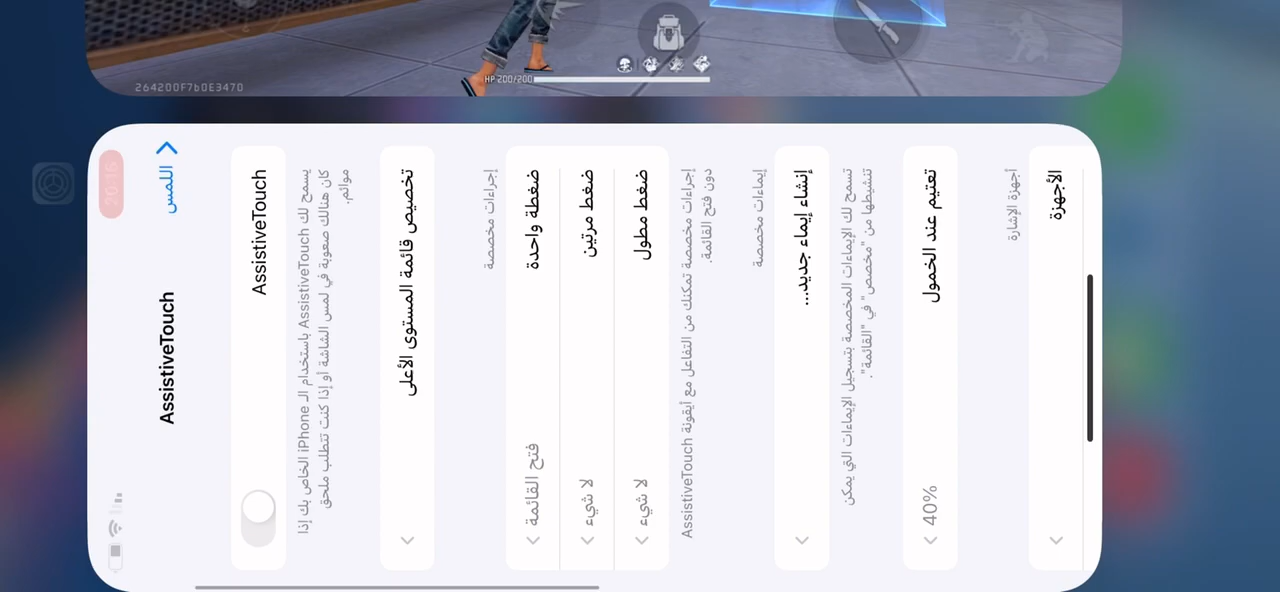 HP 200/200
264200F7b0E3470
20:16
اللمس
AssistiveTouch
AssistiveTouch
يسمح لك AssistiveTouch باستخدام الـ iPhone الخاص بك إذا
كان هنالك صعوبة في لمس الشاشة أو إذا كنت تتطلب ملحق
موائم.
تخصيص قائمة المستوى الأعلى
إجراءات مخصصة
ضغطة واحدة
فتح القائمة
ضغط مرتين
لا شيء
ضغط مطول
لا شيء
إجراءات مخصصة تمكنك من التفاعل مع أيقونة AssistiveTouch
دون فتح القائمة.
إيماءات مخصصة
إنشاء إيماء جديد...
تسمح لك الإيماءات المخصصة بتسجيل الإيماءات التي يمكن
تنشيطها من "مخصص" في "القائمة".
تعتيم عند الخمول
40%
أجهزة الإشارة
الأجهزة